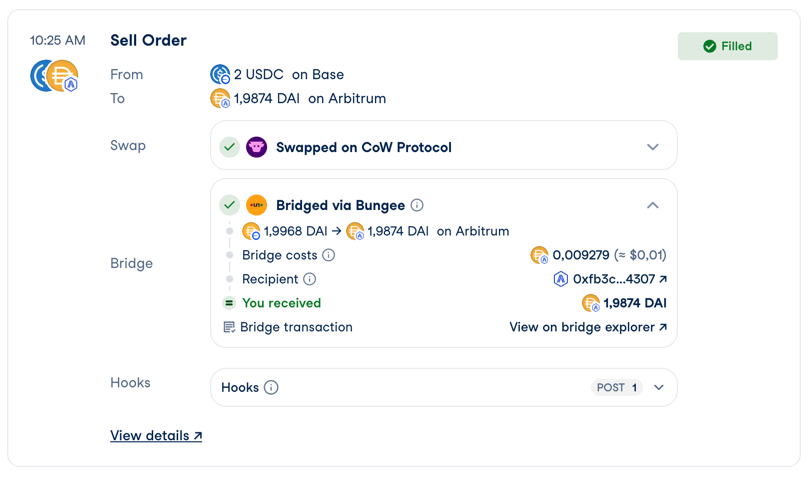 10:25 AM
Sell Order
Filled
From
2 USDC on Base
To
1,9874 DAI on Arbitrum
Swap
Swapped on CoW Protocol
Bridge
Bridged via Bungee
1,9968 DAI → 1,9874 DAI on Arbitrum
Bridge costs
0,009279 (≈ $0,01)
Recipient
0xfb3c...4307 ↗
You received
1,9874 DAI
Bridge transaction
View on bridge explorer ↗
Hooks
Hooks
POST 1
View details ↗